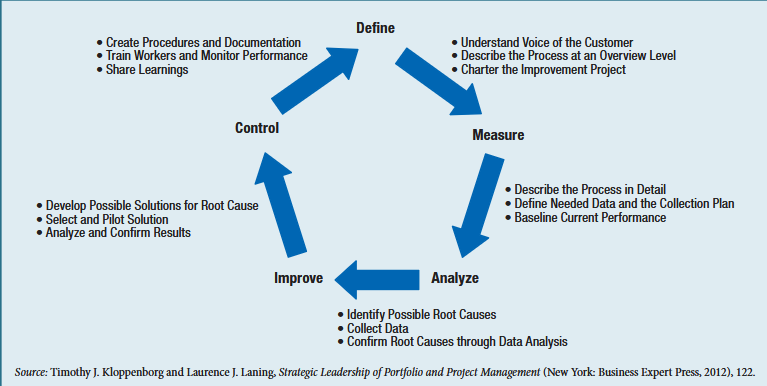 Define
• Create Procedures and Documentation
• Train Workers and Monitor Performance
• Share Learnings
• Understand Voice of the Customer
• Describe the Process at an Overview Level
• Charter the Improvement Project
Control
Measure
• Develop Possible Solutions for Root Cause
• Select and Pilot Solution
• Analyze and Confirm Results
• Describe the Process in Detail
• Define Needed Data and the Collection Plan
• Baseline Current Performance
Improve
Analyze
• Identify Possible Root Causes
• Collect Data
• Confirm Root Causes through Data Analysis
Source: Timothy J. Kloppenborg and Laurence J. Laning, Strategic Leadership of Portfolio and Project Management (New York: Business Expert Press, 2012), 122.